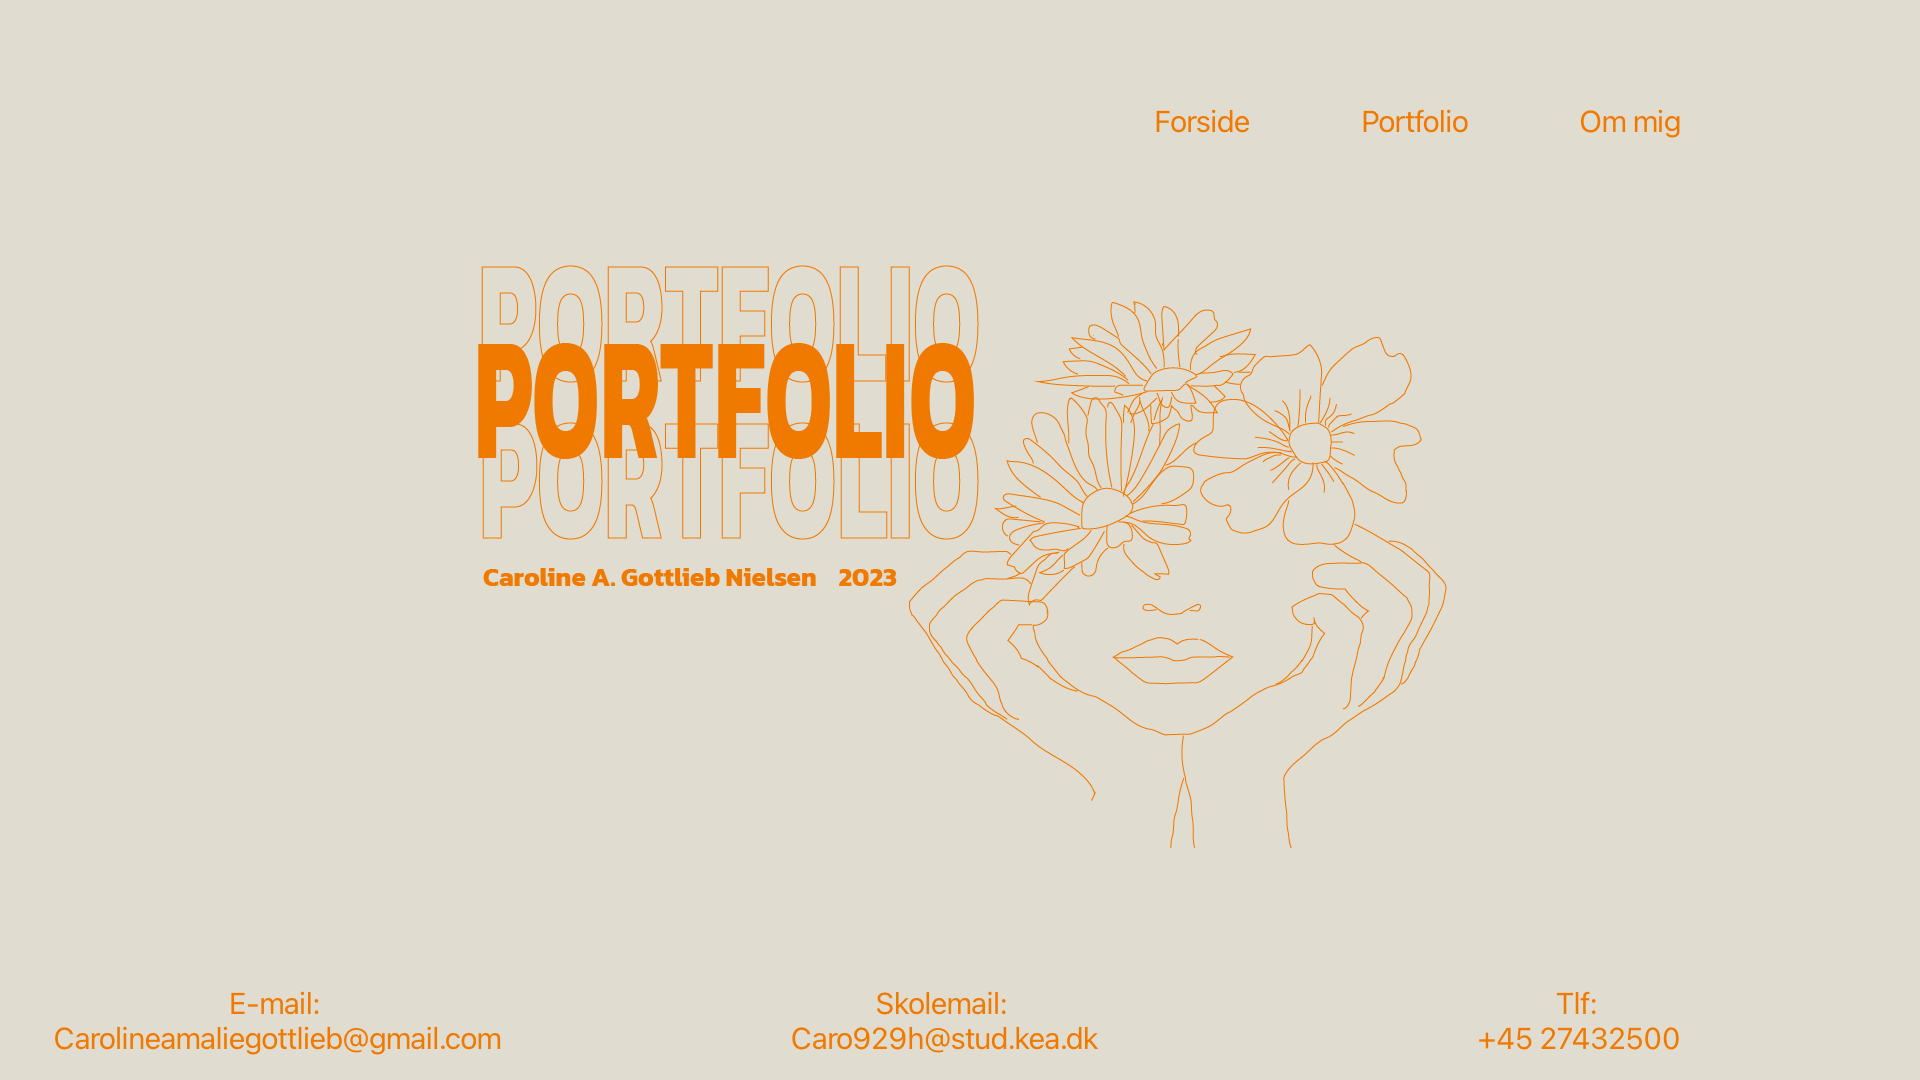 Forside Portfolio Om mig
PORTFOLIO
PORTFOLIO
PORTFOLIO
Caroline A. Gottlieb Nielsen 2023
E-mail:
Carolineamaliegottlieb@gmail.com
Skolemail:
Caro929h@stud.kea.dk
Tlf:
+45 27432500